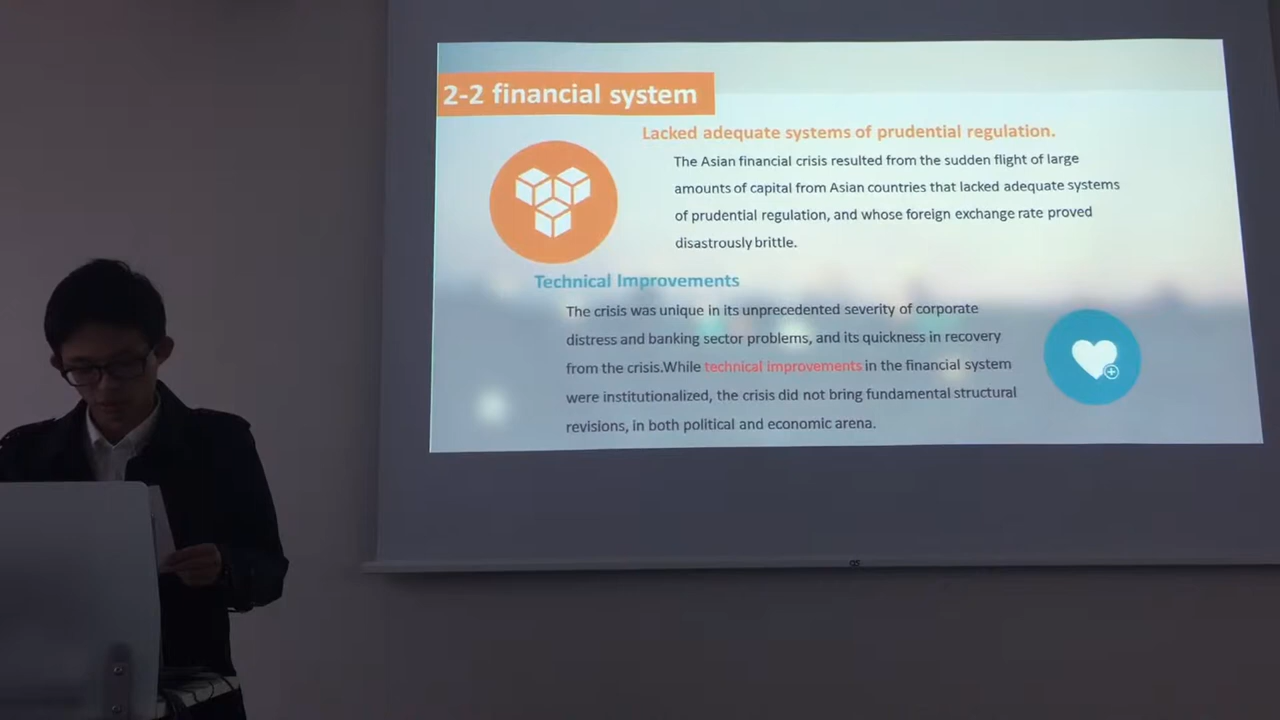 2-2 financial system
Lacked adequate systems of prudential regulation.
The Asian financial crisis resulted from the sudden flight of large
amounts of capital from Asian countries that lacked adequate systems
of prudential regulation, and whose foreign exchange rate proved
disastrously brittle.
Technical Improvements
The crisis was unique in its unprecedented severity of corporate
distress and banking sector problems, and its quickness in recovery
from the crisis.While technical improvements in the financial system
were institutionalized, the crisis did not bring fundamental structural
revisions, in both political and economic arena.